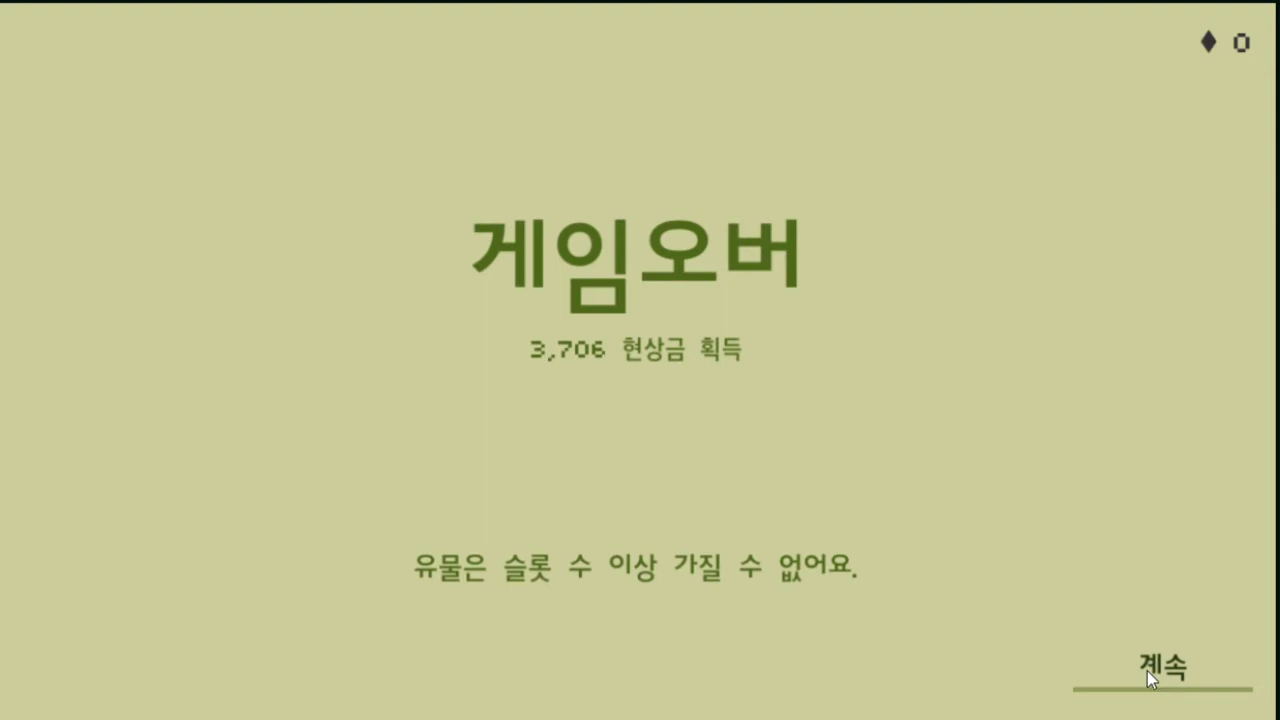 ♦ 0
게임오버
3,706 현상금 획득
유물은 슬롯 수 이상 가질 수 없어요.
계속